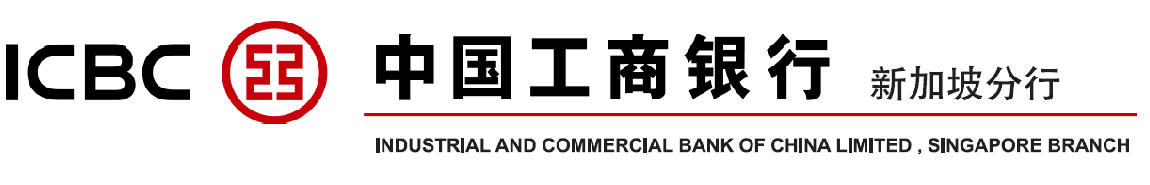 ICBC 中国工商银行 新加坡分行
INDUSTRIAL AND COMMERCIAL BANK OF CHINA LIMITED , SINGAPORE BRANCH